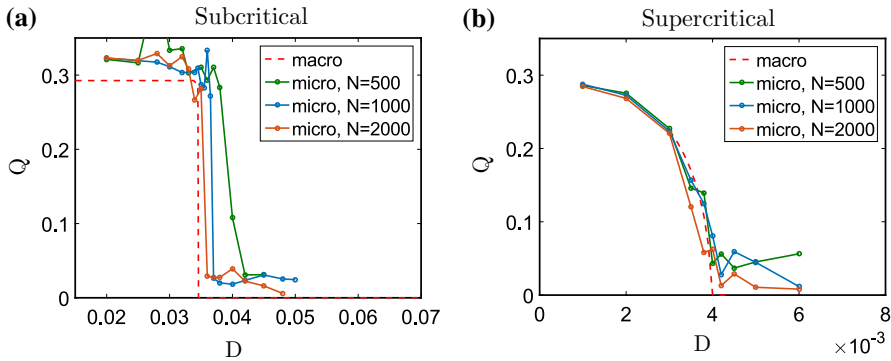 (a) Subcritical
Q
0.3
0.2
0.1
0
macro
micro, N=500
micro, N=1000
micro, N=2000
0.02 0.03 0.04 0.05 0.06 0.07
D
(b) Supercritical
Q
0.3
0.2
0.1
0
macro
micro, N=500
micro, N=1000
micro, N=2000
0 2 4 6 8
D ×10⁻³